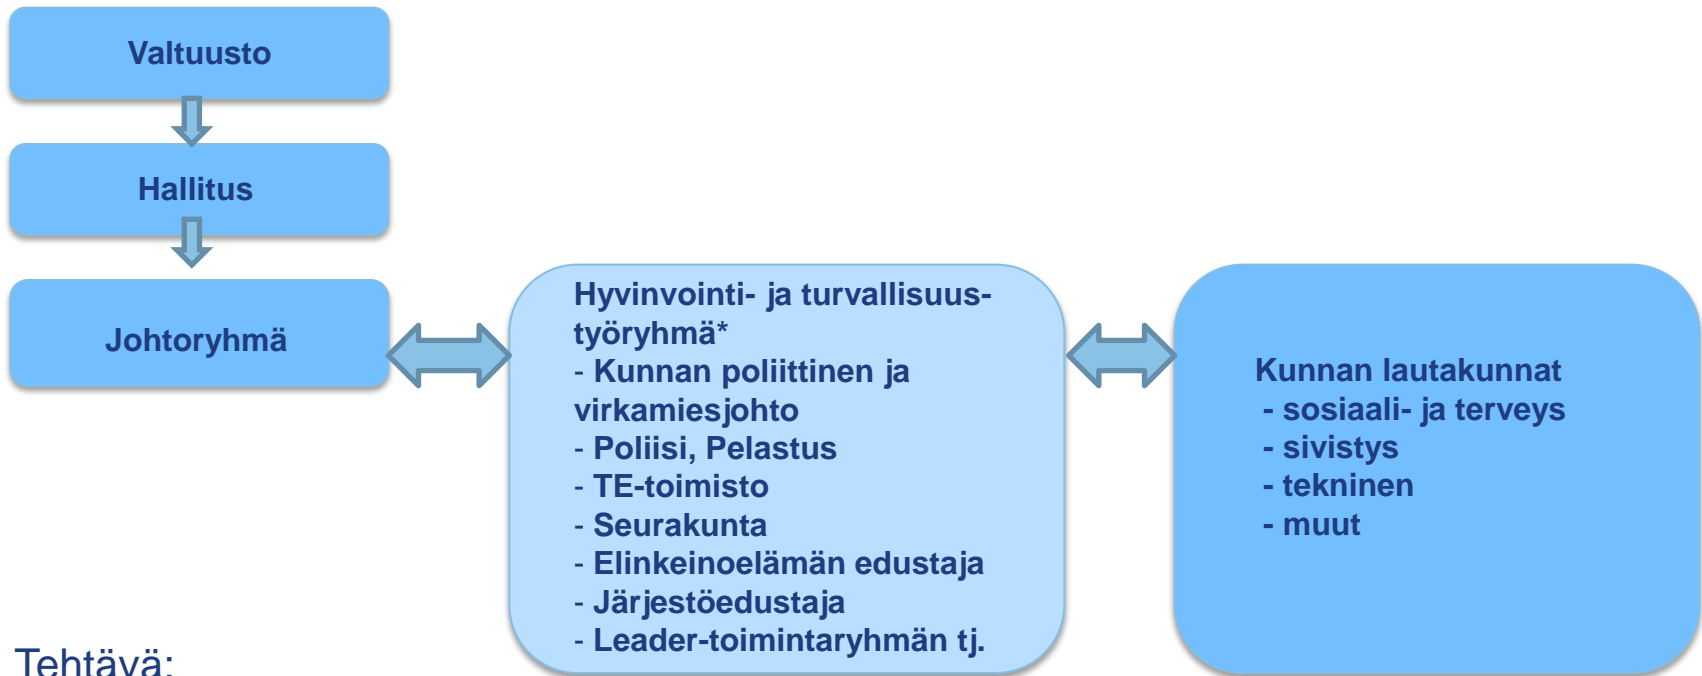 Valtuusto
Hallitus
Johtoryhmä
Hyvinvointi- ja turvallisuus-
työryhmä*
- Kunnan poliittinen ja
virkamiesjohto
- Poliisi, Pelastus
- TE-toimisto
- Seurakunta
- Elinkeinoelämän edustaja
- Järjestöedustaja
- Leader-toimintaryhmän tj.
Kunnan lautakunnat
- sosiaali- ja terveys
- sivistys
- tekninen
- muut
Tehtävä: